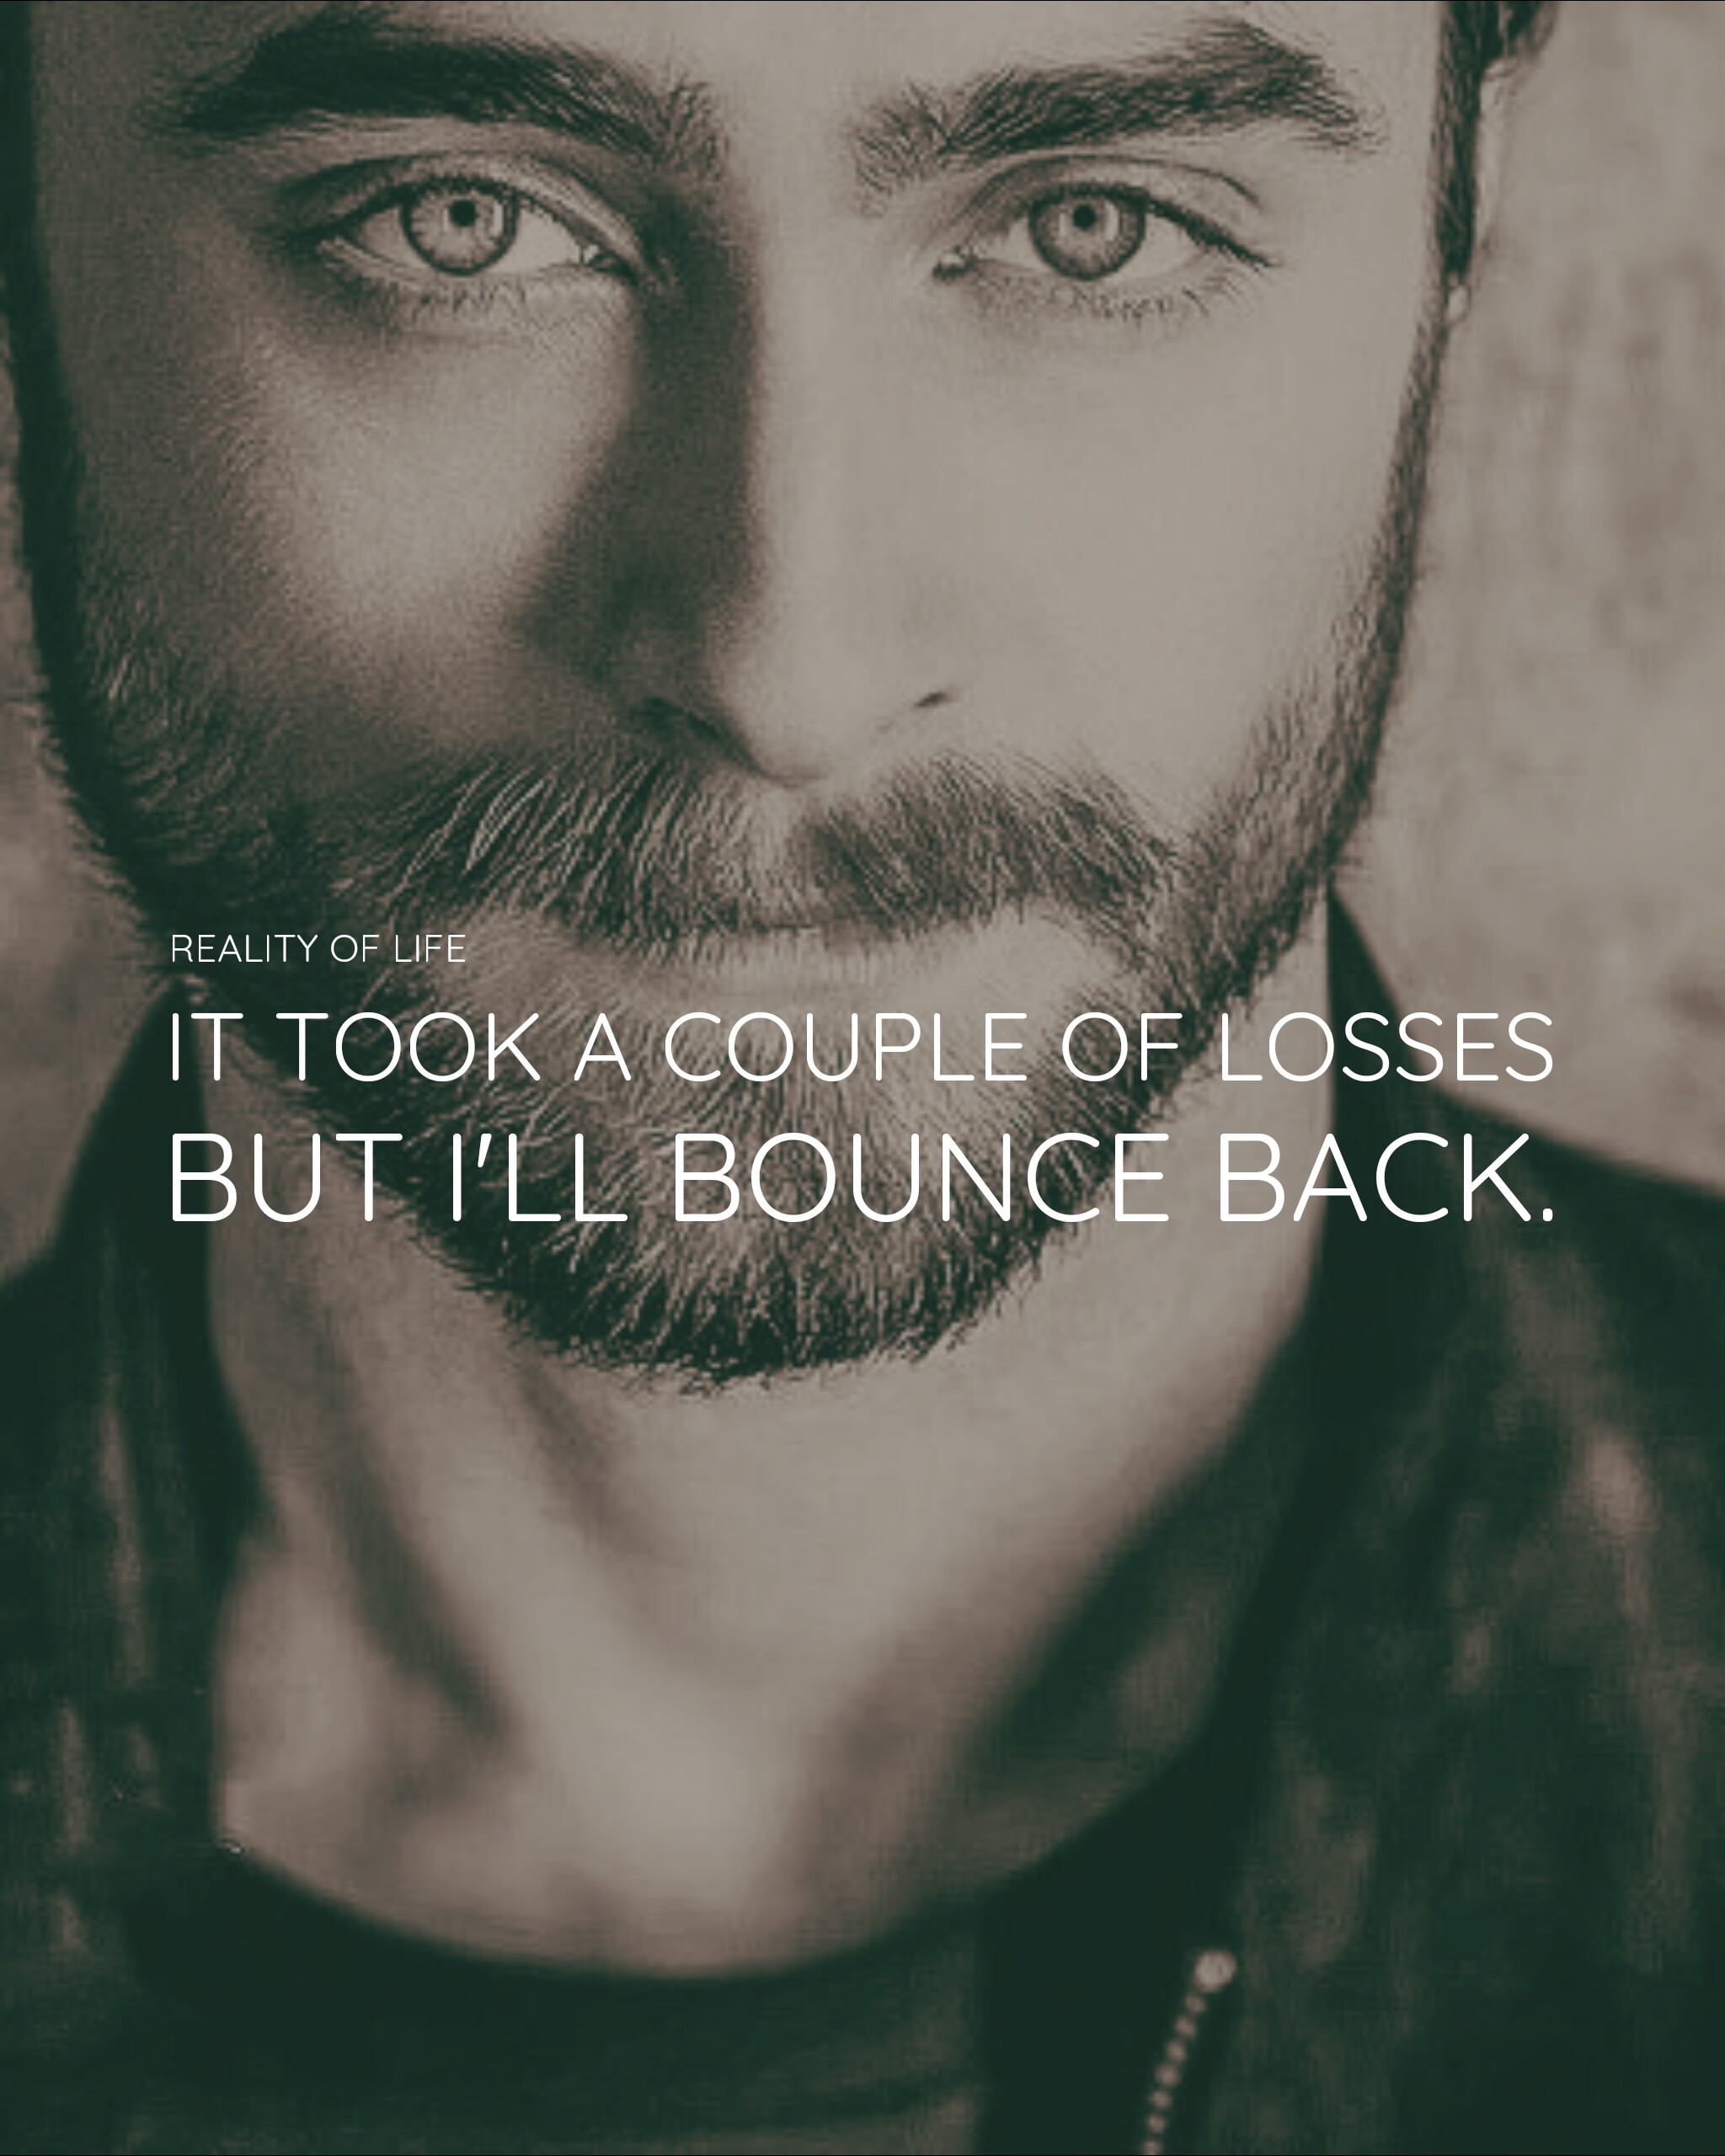 REALITY OF LIFE
IT TOOK A COUPLE OF LOSSES
BUT I'LL BOUNCE BACK.